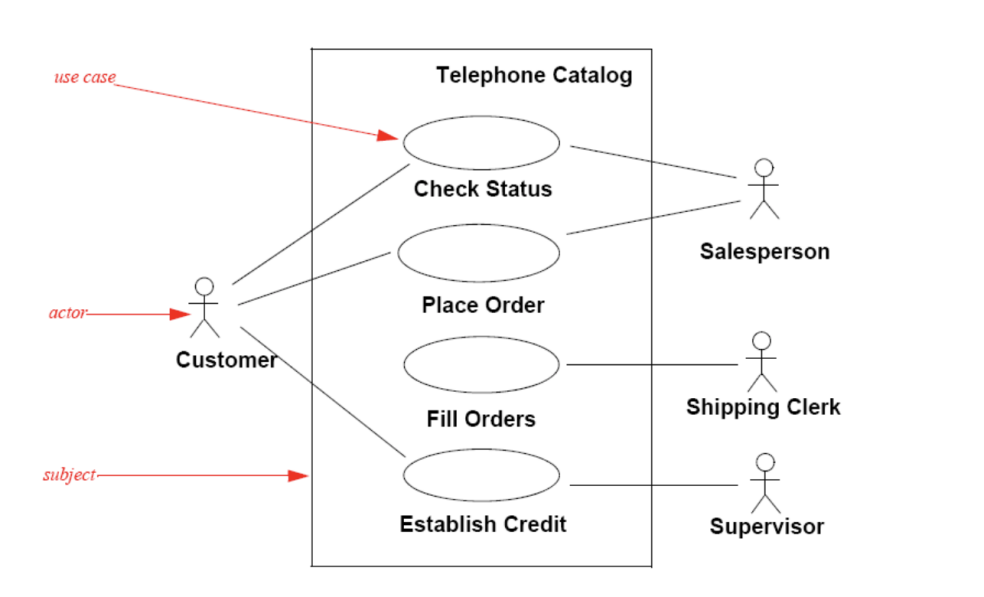 use case
Telephone Catalog
Check Status
Salesperson
Place Order
actor
Customer
Shipping Clerk
Fill Orders
subject
Establish Credit
Supervisor